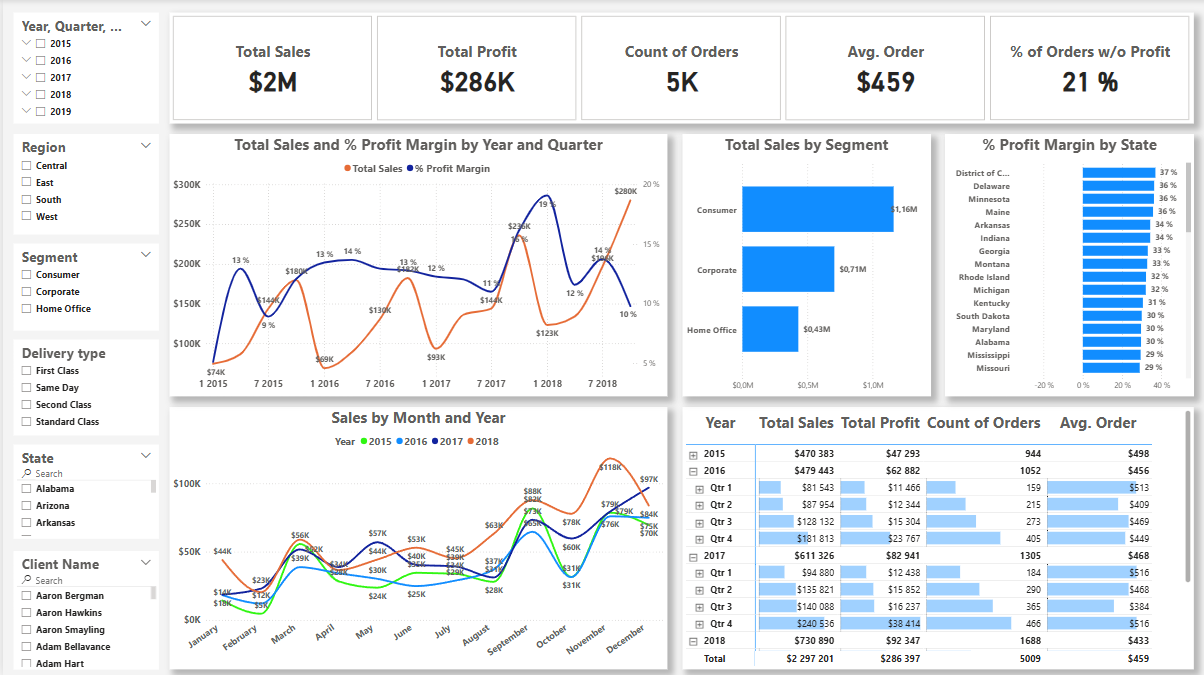 Year, Quarter, ...
2015
2016
2017
2018
2019
Region
Central
East
South
West
Segment
Consumer
Corporate
Home Office
Delivery type
First Class
Same Day
Second Class
Standard Class
State
Search
Alabama
Arizona
Arkansas
Client Name
Search
Aaron Bergman
Aaron Hawkins
Aaron Smayling
Adam Bellavance
Adam Hart
Total Sales
$2M
Total Profit
$286K
Count of Orders
5K
Avg. Order
$459
% of Orders w/o Profit
21 %
Total Sales and % Profit Margin by Year and Quarter
Total Sales % Profit Margin
$300K
$250K
$200K
$150K
$100K
20 %
15 %
10 %
5 %
$74K
13 %
$144K
9 %
$180K
13 %
$69K
14 %
$130K
13 %
$182K
12 %
$93K
11 %
$144K
$236K
19 %
$123K
12 %
14 %
$280K
10 %
1 2015 7 2015 1 2016 7 2016 1 2017 7 2017 1 2018 7 2018
Total Sales by Segment
Consumer $1,16M
Corporate $0,71M
Home Office $0,43M
$0,0M $0,5M $1,0M
% Profit Margin by State
District of C... 37 %
Delaware 36 %
Minnesota 36 %
Maine 36 %
Arkansas 34 %
Indiana 34 %
Georgia 33 %
Montana 33 %
Rhode Island 32 %
Michigan 32 %
Kentucky 31 %
South Dakota 30 %
Maryland 30 %
Alabama 30 %
Mississippi 29 %
Missouri 29 %
-20 % 0 % 20 % 40 %
Sales by Month and Year
Year 2015 2016 2017 2018
$100K
$50K
$0K
$44K
$18K
$23K
$12K
$5K
$56K
$39K
$57K
$44K
$30K
$24K
$53K
$40K
$25K
$45K
$63K
$37K
$28K
$88K
$82K
$73K
$65K
$78K
$60K
$31K
$31K
$118K
$79K
$79K
$76K
$97K
$84K
$75K
$70K
January February March April May June July August September October November December
Year Total Sales Total Profit Count of Orders Avg. Order
2015 $470 383 $47 293 944 $498
2016 $479 443 $62 882 1052 $456
Qtr 1 $81 543 $11 466 159 $513
Qtr 2 $87 954 $12 344 215 $409
Qtr 3 $128 132 $15 304 273 $469
Qtr 4 $181 813 $23 767 405 $449
2017 $611 326 $82 941 1305 $468
Qtr 1 $94 880 $12 438 184 $516
Qtr 2 $135 821 $15 852 290 $468
Qtr 3 $140 088 $16 237 365 $384
Qtr 4 $240 536 $38 414 466 $516
2018 $730 890 $92 347 1688 $433
Total $2 297 201 $286 397 5009 $459